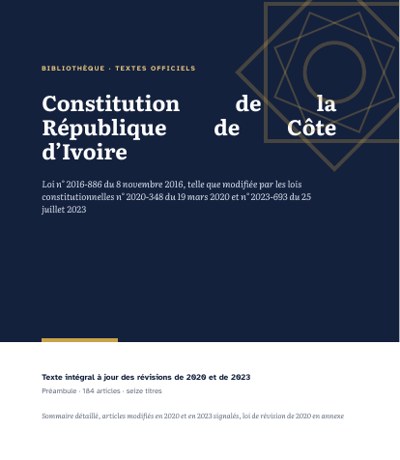 BIBLIOTHÈQUE · TEXTES OFFICIELS
Constitution de la
République de Côte
d’Ivoire
Loi n° 2016-886 du 8 novembre 2016, telle que modifiée par les lois
constitutionnelles n° 2020-348 du 19 mars 2020 et n° 2023-693 du 25
juillet 2023
Texte intégral à jour des révisions de 2020 et de 2023
Préambule · 184 articles · seize titres
Sommaire détaillé, articles modifiés en 2020 et en 2023 signalés, loi de révision de 2020 en annexe